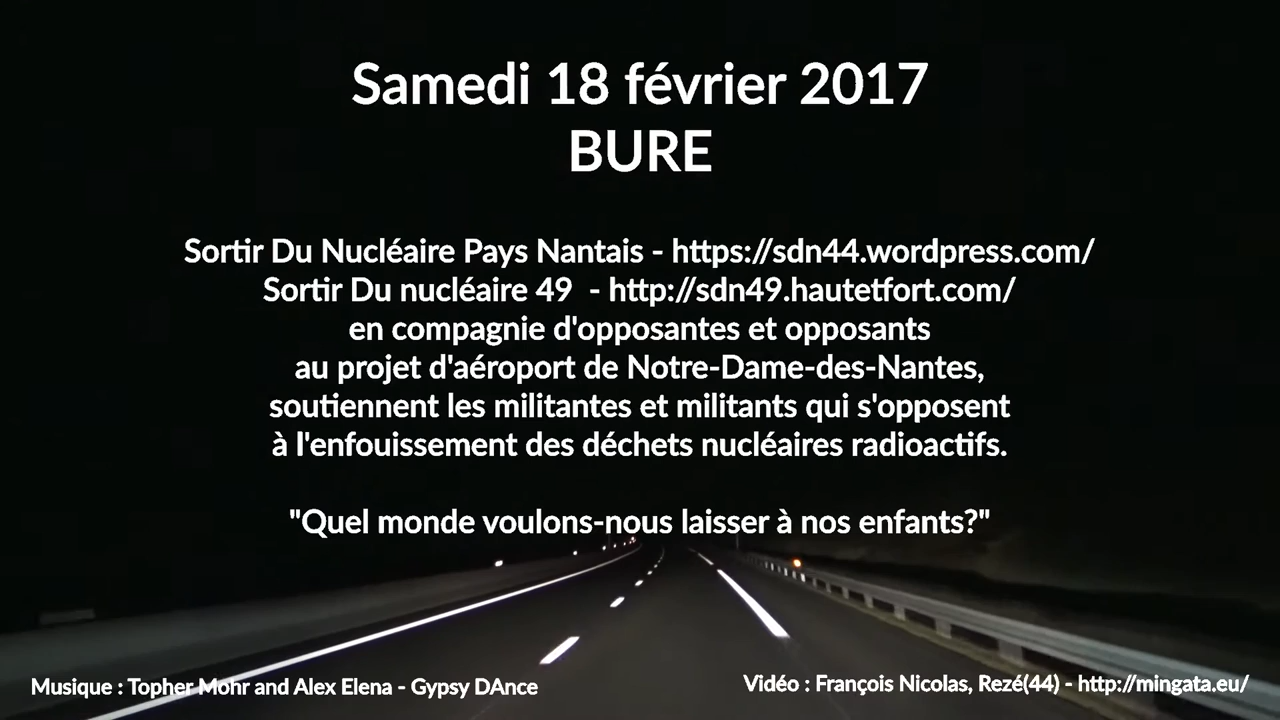 Samedi 18 février 2017
BURE
Sortir Du Nucléaire Pays Nantais - https://sdn44.wordpress.com/
Sortir Du nucléaire 49  - http://sdn49.hautetfort.com/
en compagnie d'opposantes et opposants
au projet d'aéroport de Notre-Dame-des-Nantes,
soutiennent les militantes et militants qui s'opposent
à l'enfouissement des déchets nucléaires radioactifs.
"Quel monde voulons-nous laisser à nos enfants?"
Musique : Topher Mohr and Alex Elena - Gypsy DAnce
Vidéo : François Nicolas, Rezé(44) - http://mingata.eu/